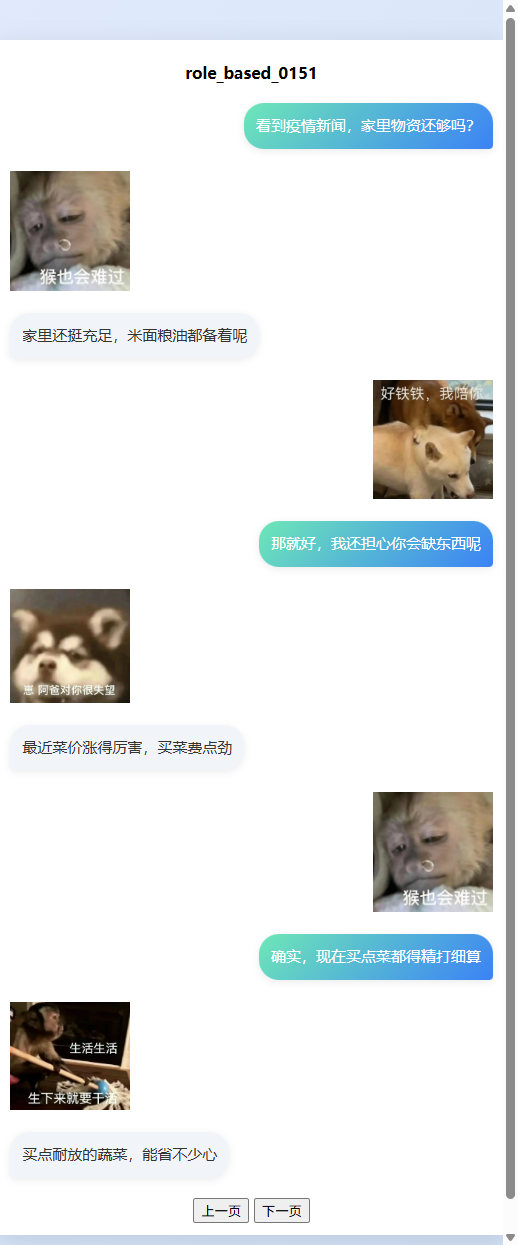 role_based_0151
看到疫情新闻，家里物资还够吗？
猴也会难过
家里还挺充足，米面粮油都备着呢
好铁铁，我陪你
那就好，我还担心你会缺东西呢
崽 阿爸对你很失望
最近菜价涨得厉害，买菜费点劲
猴也会难过
确实，现在买点菜都得精打细算
生活生活
生下来就要干活
买点耐放的蔬菜，能省不少心
上一页 下一页